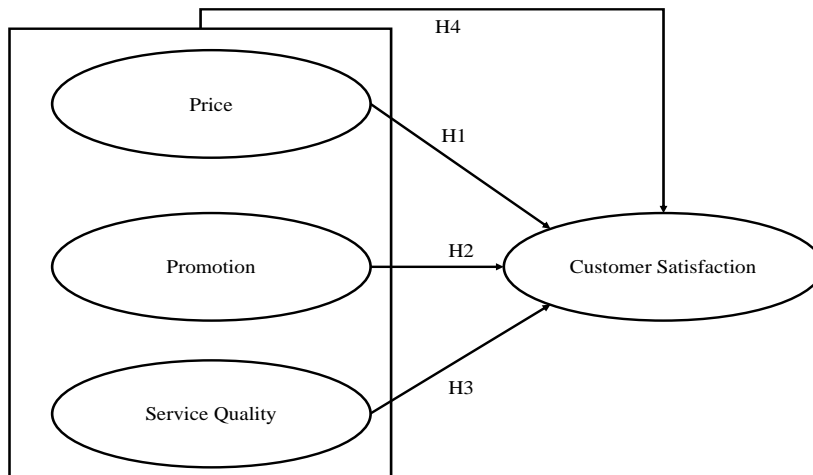 H4
Price
H1
Promotion
H2
Customer Satisfaction
H3
Service Quality